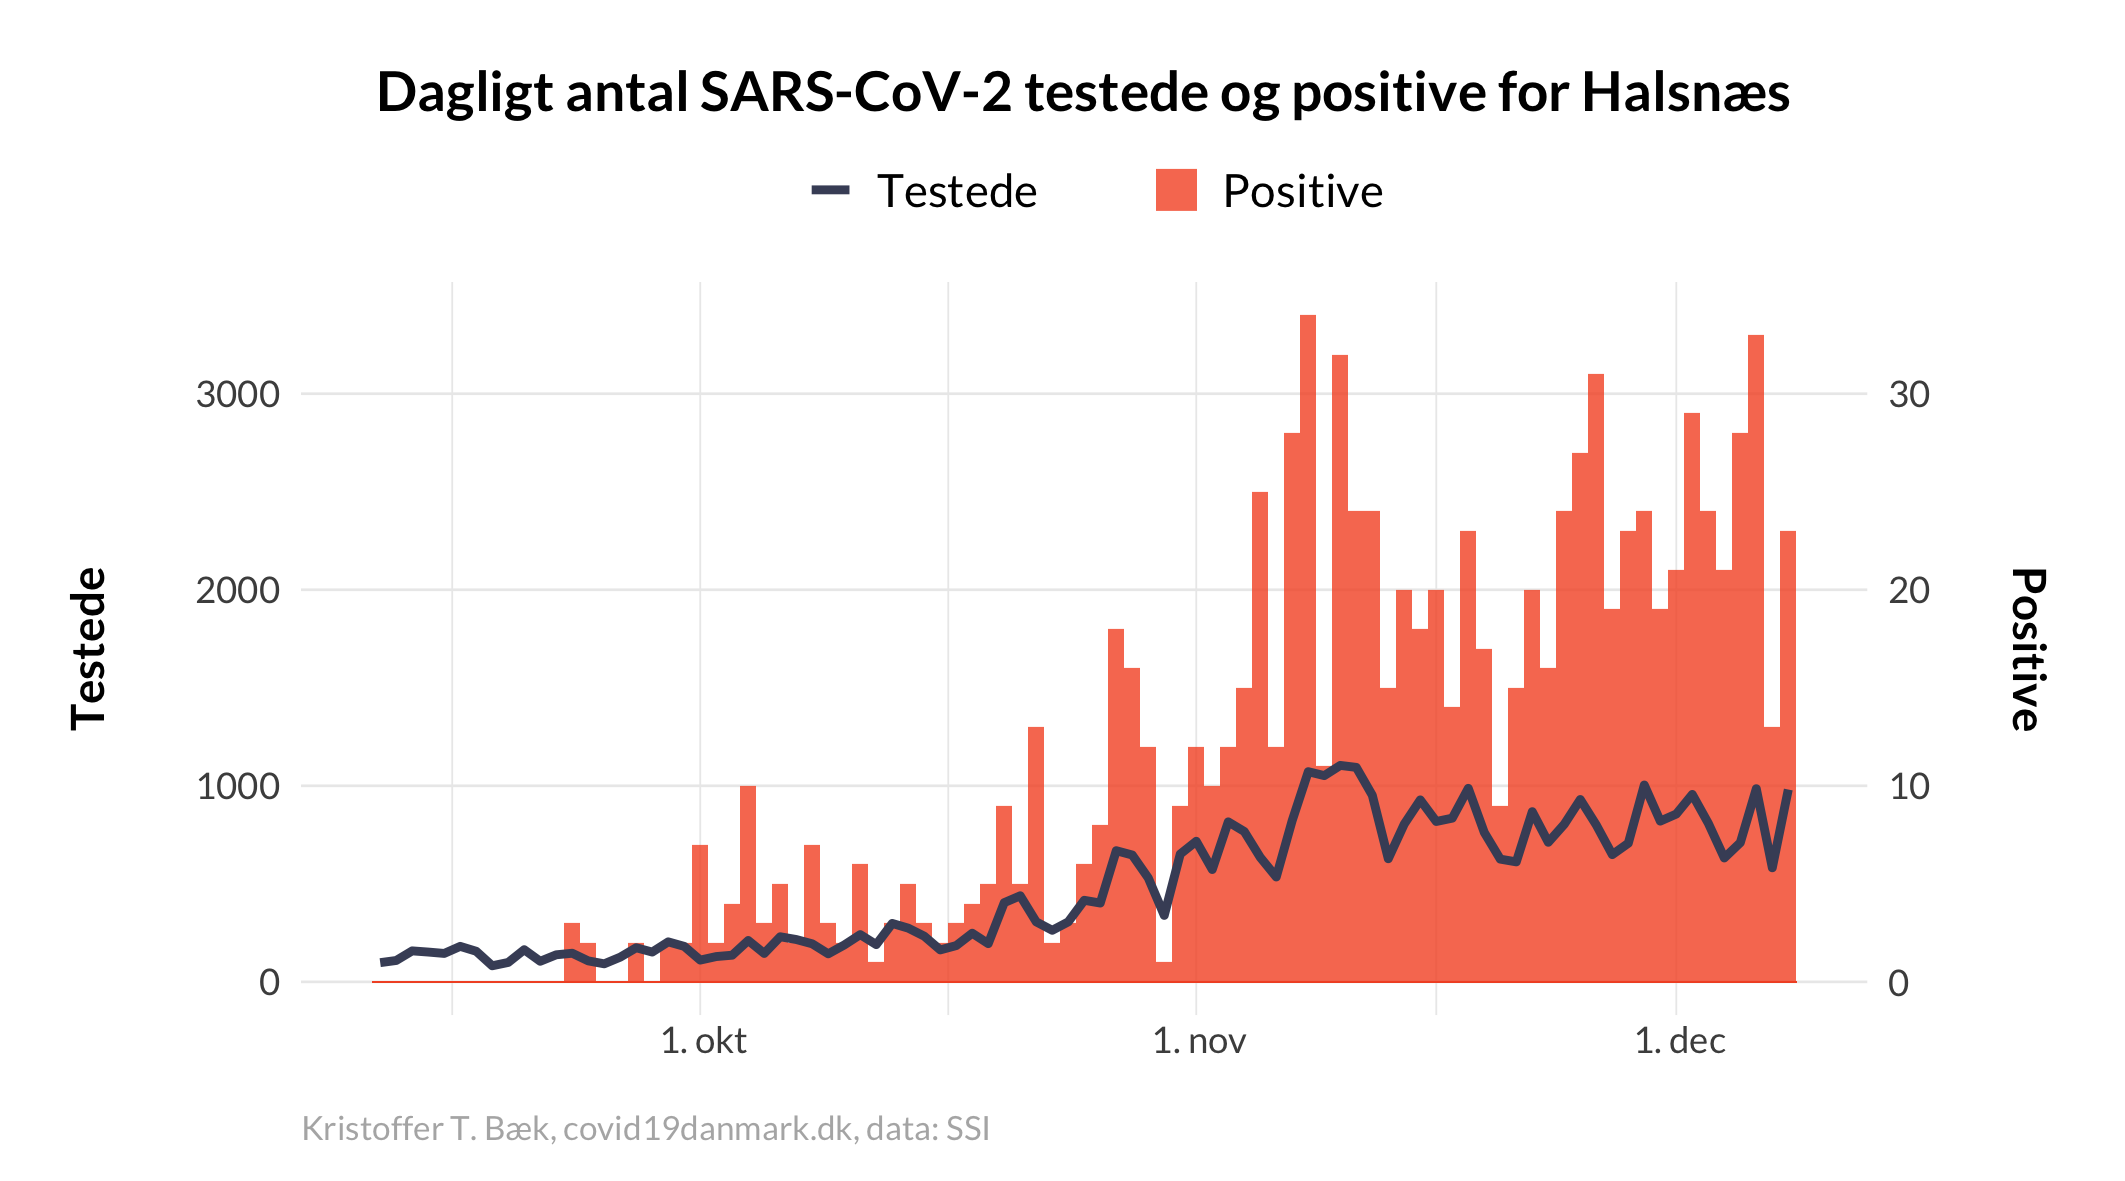 Dagligt antal SARS-CoV-2 testede og positive for Halsnæs
Testede Positive
3000
2000
1000
0
Testede
30
20
10
0
Positive
1. okt 1. nov 1. dec
Kristoffer T. Bæk, covid19danmark.dk, data: SSI